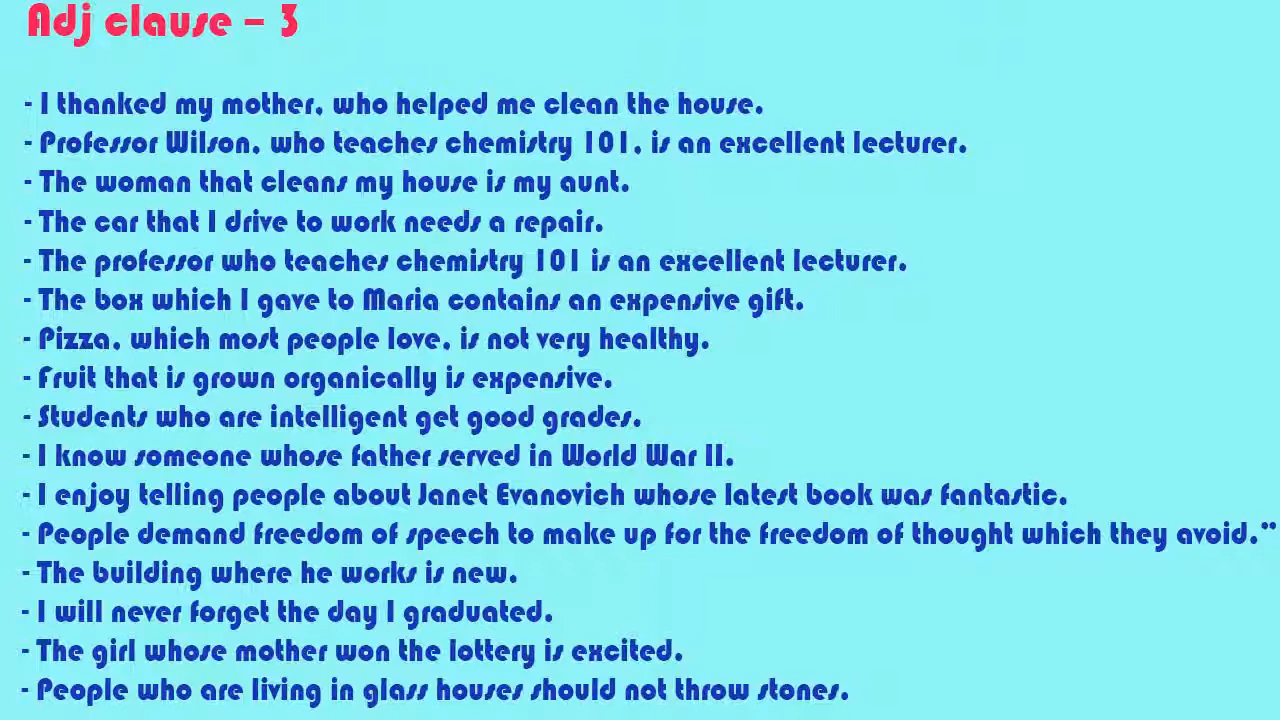 Adj clause – 3
- I thanked my mother, who helped me clean the house.
- Professor Wilson, who teaches chemistry 101, is an excellent lecturer.
- The woman that cleans my house is my aunt.
- The car that I drive to work needs a repair.
- The professor who teaches chemistry 101 is an excellent lecturer.
- The box which I gave to Maria contains an expensive gift.
- Pizza, which most people love, is not very healthy.
- Fruit that is grown organically is expensive.
- Students who are intelligent get good grades.
- I know someone whose father served in World War II.
- I enjoy telling people about Janet Evanovich whose latest book was fantastic.
- People demand freedom of speech to make up for the freedom of thought which they avoid.”
- The building where he works is new.
- I will never forget the day I graduated.
- The girl whose mother won the lottery is excited.
- People who are living in glass houses should not throw stones.